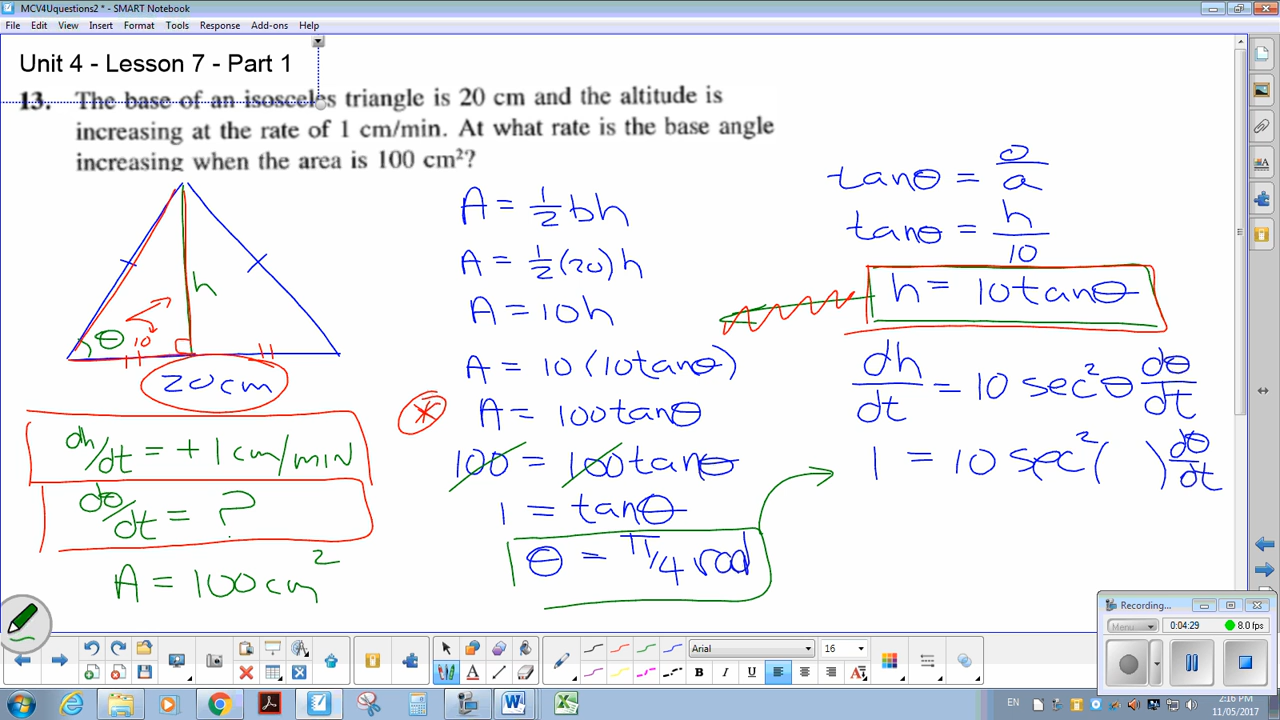 MCV4Uquestions2 * - SMART Notebook
File Edit View Insert Format Tools Response Add-ons Help
Unit 4 - Lesson 7 - Part 1
13. The base of an isosceles triangle is 20 cm and the altitude is
increasing at the rate of 1 cm/min. At what rate is the base angle
increasing when the area is 100 cm²?
h
θ
10
20cm
dh/dt = +1cm/min
dθ/dt = ?
A = 100cm²
A = 1/2 bh
A = 1/2 (20) h
A = 10h
A = 10 (10tanθ)
* A = 100tanθ
100 = 100tanθ
1 = tanθ
θ = π/4 rad
tanθ = o/a
tanθ = h/10
h = 10tanθ
dh/dt = 10 sec²θ dθ/dt
1 = 10 sec²( ) dθ/dt
Recording...
Menu
0:04:29
8.0 fps
Arial
16
B I U
EN
2:16 PM
11/05/2017